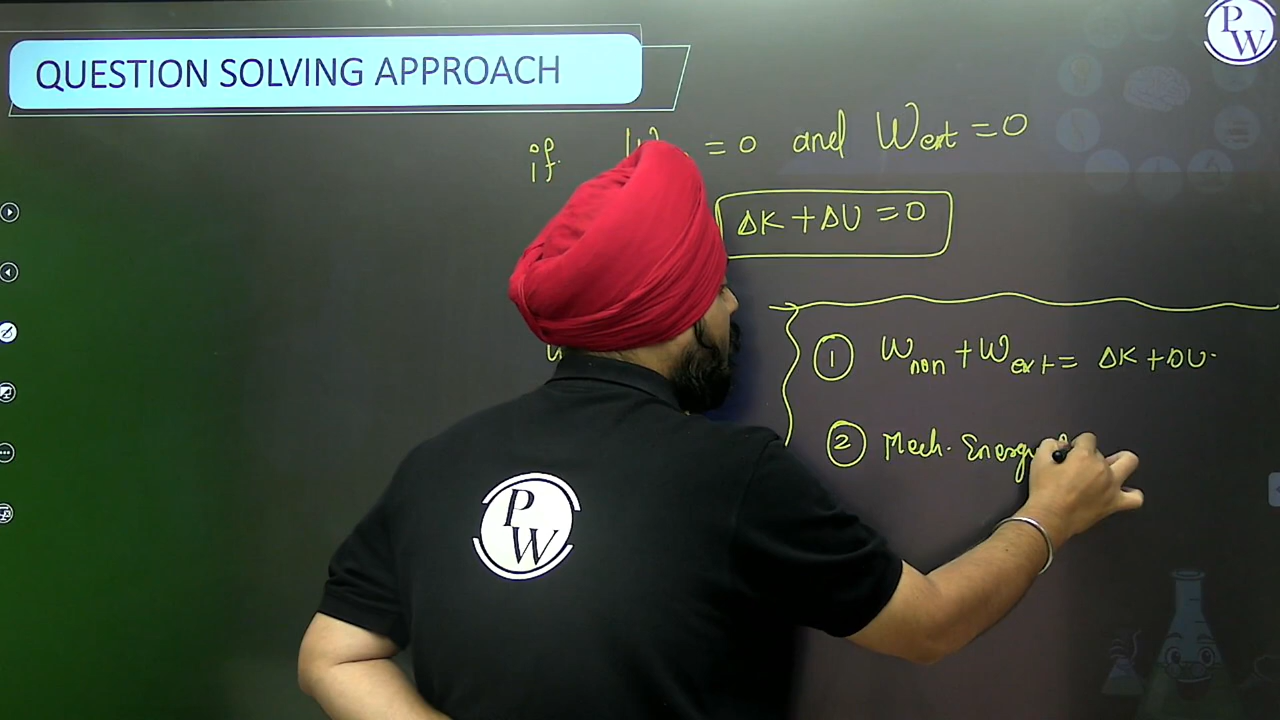 QUESTION SOLVING APPROACH
PW
if = 0 and Wext = 0
ΔK + ΔU = 0
① Wnon + Wext = ΔK + ΔU
② Mech. Energy
PW